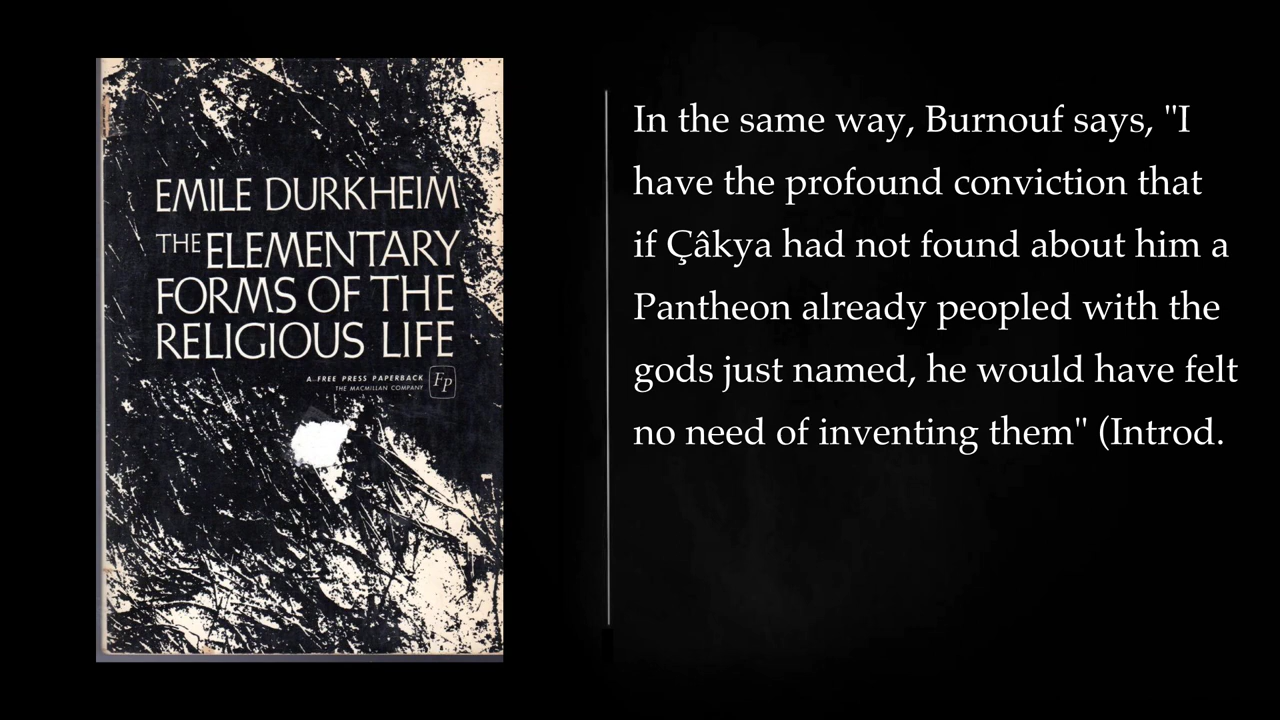 EMILE DURKHEIM
THE ELEMENTARY
FORMS OF THE
RELIGIOUS LIFE
A FREE PRESS PAPERBACK
THE MACMILLAN COMPANY
Fp
In the same way, Burnouf says, "I
have the profound conviction that
if Çâkya had not found about him a
Pantheon already peopled with the
gods just named, he would have felt
no need of inventing them" (Introd.